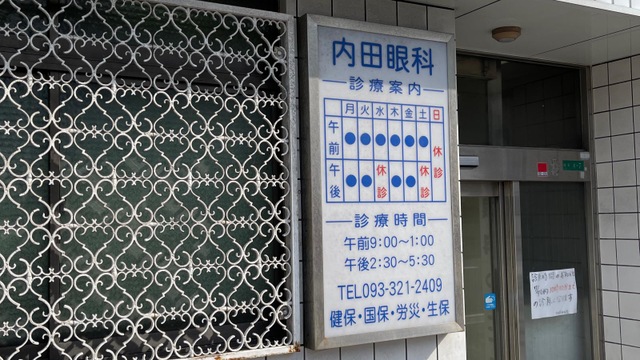 内田眼科
診療案内
月 火 水 木 金 土 日
午前 ● ● ● ● ● ● 休診
午後 ● ● 休診 ● ● 休診
診療時間
午前9:00〜1:00
午後2:30〜5:30
TEL093-321-2409
健保・国保・労災・生保